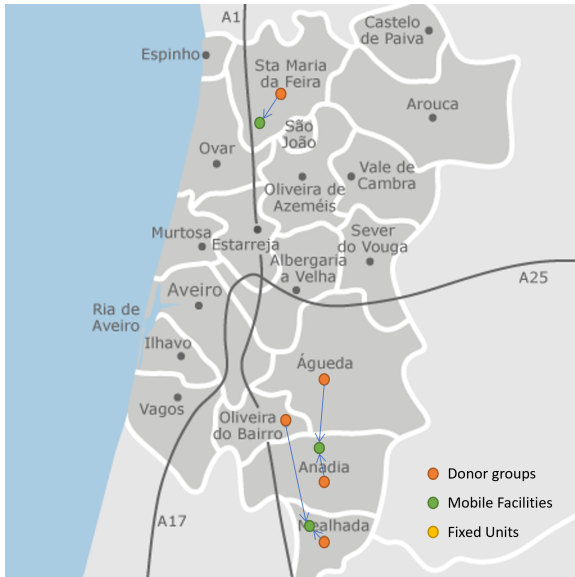 A1
Castelo
de Paiva
Espinho
Sta Maria
da Feira
Arouca
São
João
Ovar
Vale de
Cambra
Oliveira de
Azeméis
Sever
do Vouga
Murtosa
Estarreja
Albergaria
a Velha
A25
Aveiro
Ria de
Aveiro
Ilhavo
Águeda
Vagos
Oliveira
do Bairro
Anadia
Donor groups
Mobile Facilities
Fixed Units
A17
Mealhada